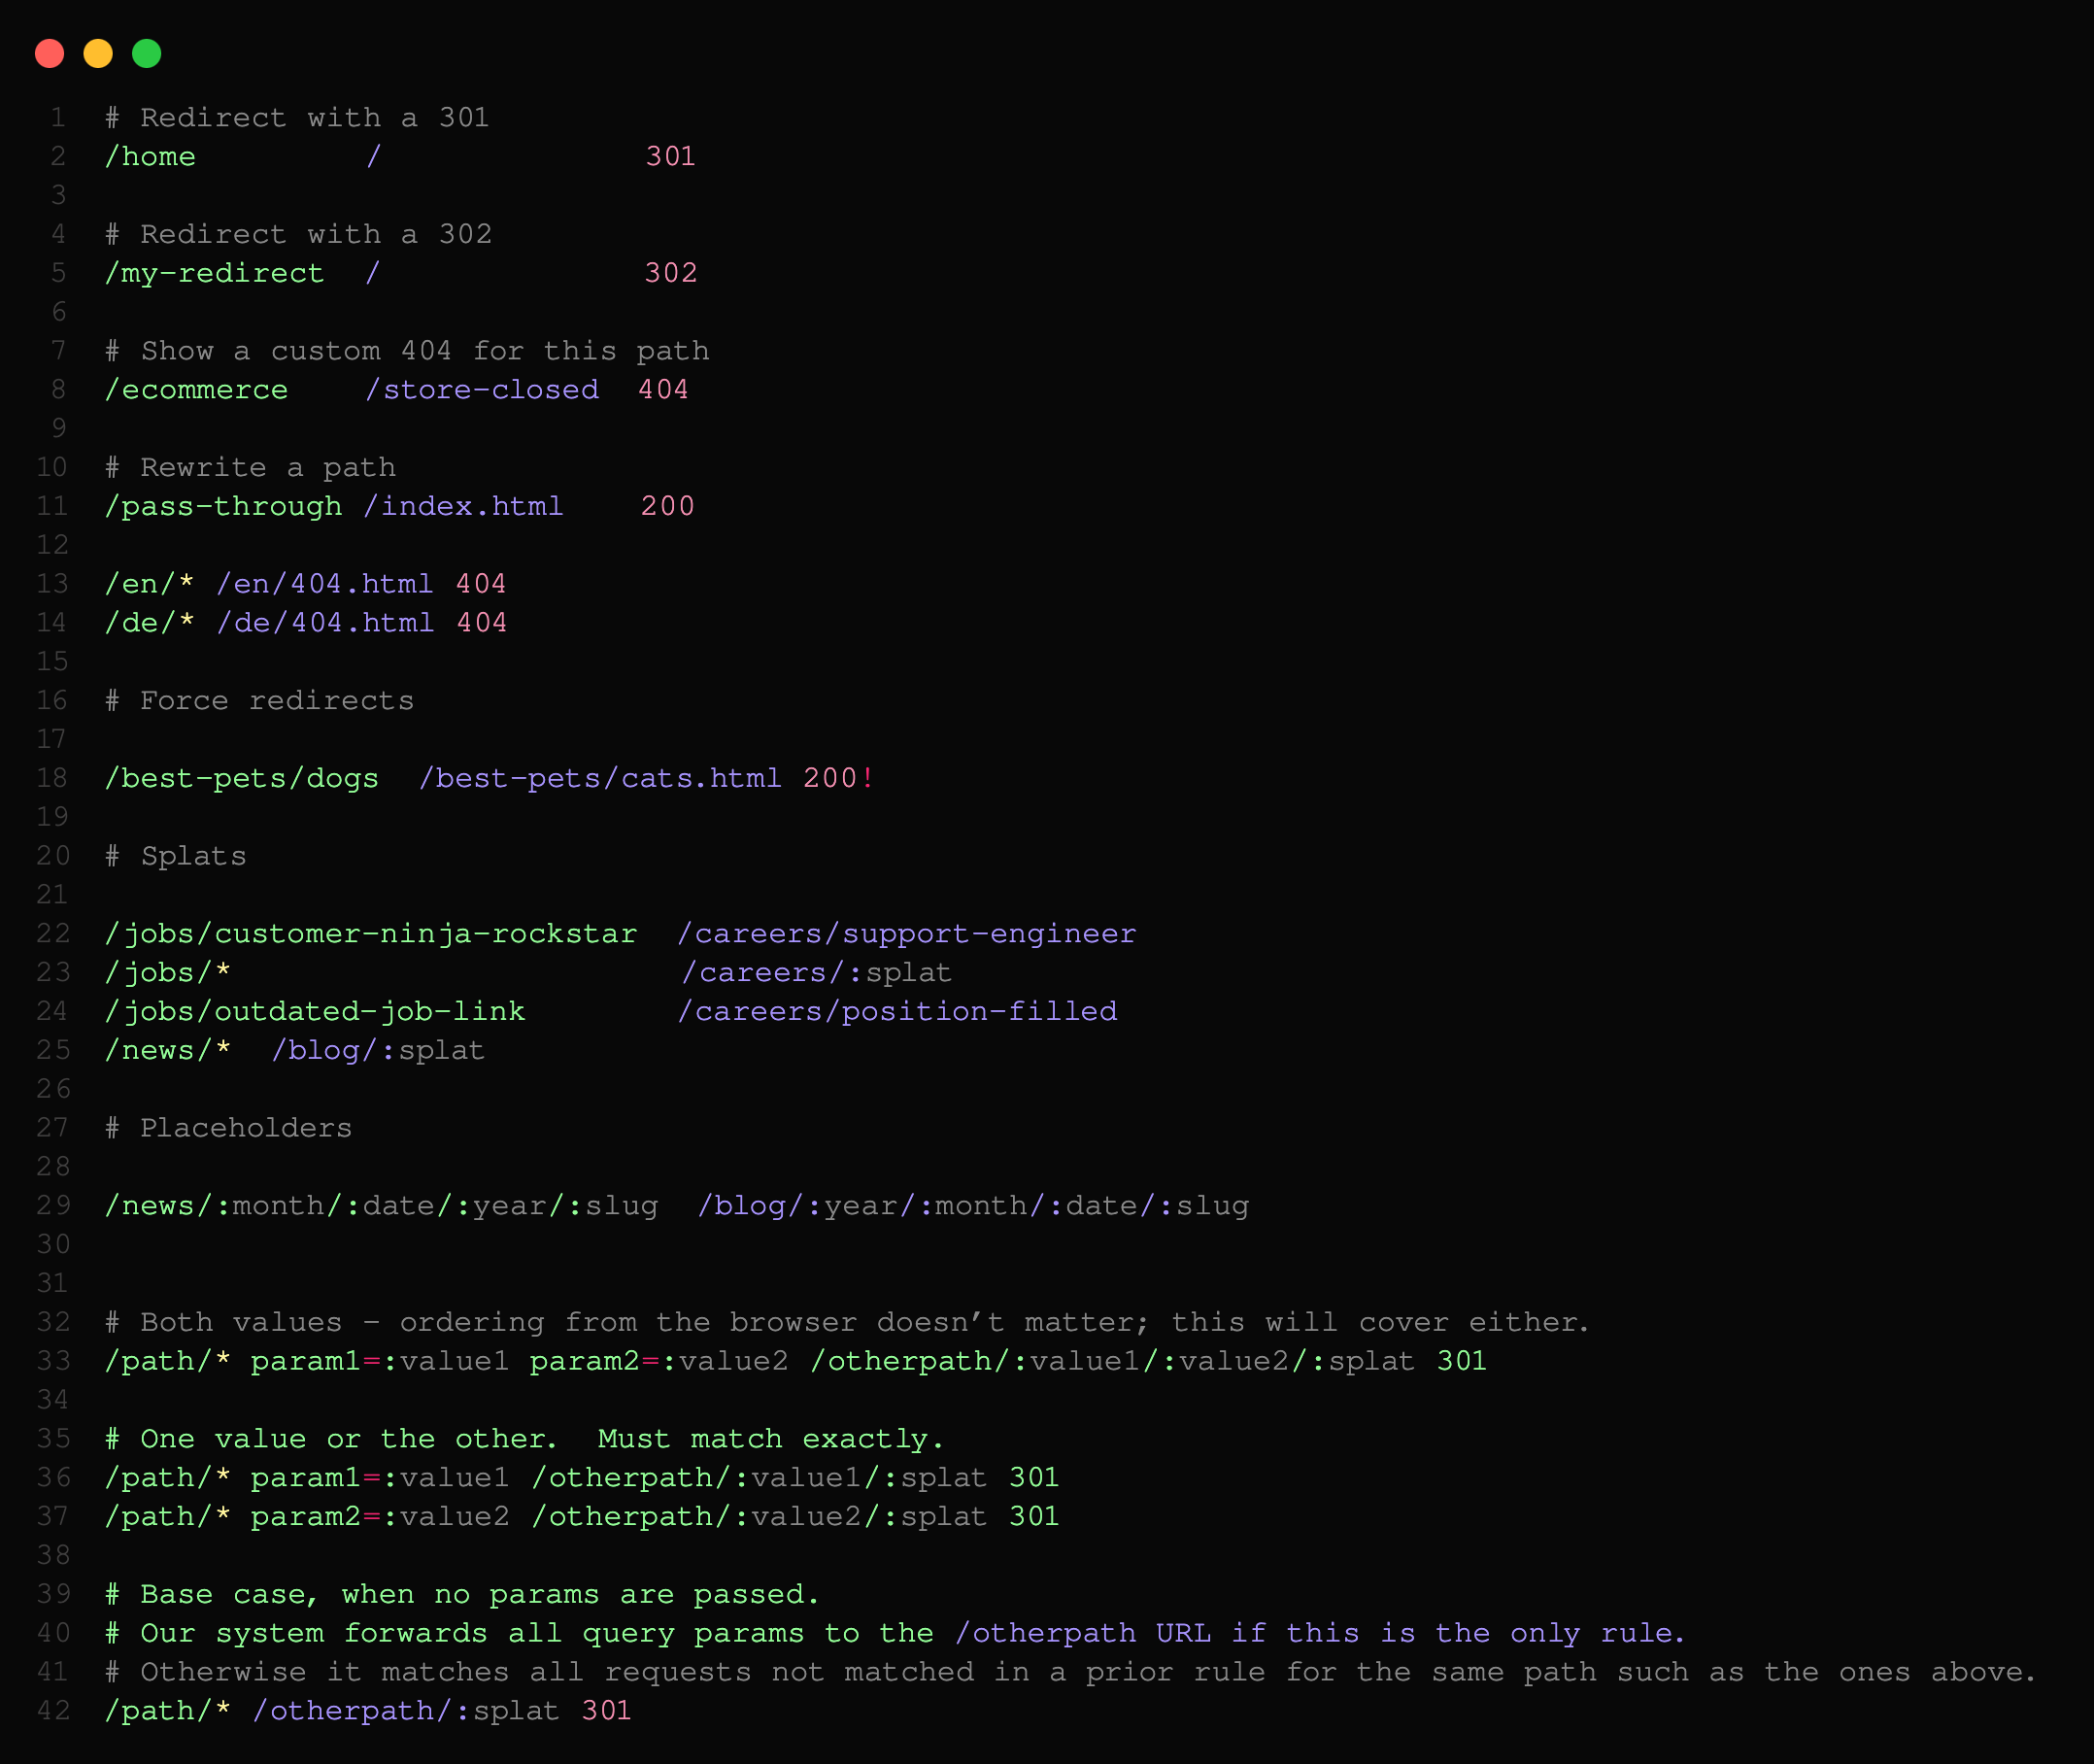 1 # Redirect with a 301
2 /home / 301
3
4 # Redirect with a 302
5 /my-redirect / 302
6
7 # Show a custom 404 for this path
8 /ecommerce /store-closed 404
9
10 # Rewrite a path
11 /pass-through /index.html 200
12
13 /en/* /en/404.html 404
14 /de/* /de/404.html 404
15
16 # Force redirects
17
18 /best-pets/dogs /best-pets/cats.html 200!
19
20 # Splats
21
22 /jobs/customer-ninja-rockstar /careers/support-engineer
23 /jobs/* /careers/:splat
24 /jobs/outdated-job-link /careers/position-filled
25 /news/* /blog/:splat
26
27 # Placeholders
28
29 /news/:month/:date/:year/:slug /blog/:year/:month/:date/:slug
30
31
32 # Both values - ordering from the browser doesn’t matter; this will cover either.
33 /path/* param1=:value1 param2=:value2 /otherpath/:value1/:value2/:splat 301
34
35 # One value or the other.  Must match exactly.
36 /path/* param1=:value1 /otherpath/:value1/:splat 301
37 /path/* param2=:value2 /otherpath/:value2/:splat 301
38
39 # Base case, when no params are passed.
40 # Our system forwards all query params to the /otherpath URL if this is the only rule.
41 # Otherwise it matches all requests not matched in a prior rule for the same path such as the ones above.
42 /path/* /otherpath/:splat 301